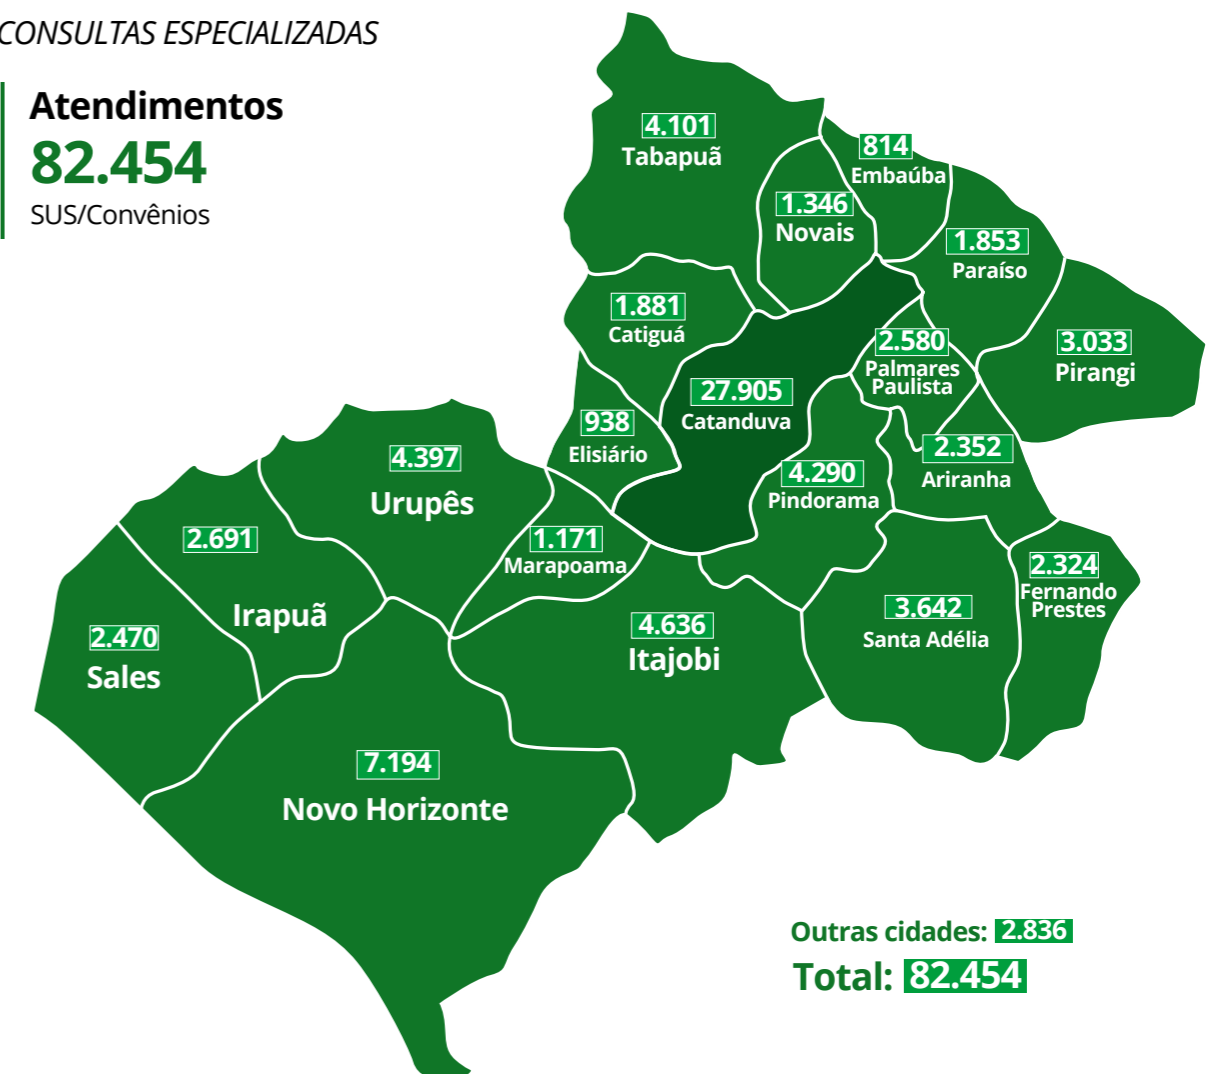 CONSULTAS ESPECIALIZADAS
Atendimentos
82.454
SUS/Convênios
4.101
Tabapuã
814
Embaúba
1.346
Novais
1.853
Paraíso
1.881
Catiguá
2.580
Palmares
Paulista
3.033
Pirangi
27.905
Catanduva
938
Elisiário
2.352
Ariranha
4.397
Urupês
4.290
Pindorama
2.691
Irapuã
1.171
Marapoama
2.324
Fernando
Prestes
3.642
Santa Adélia
2.470
Sales
4.636
Itajobi
7.194
Novo Horizonte
Outras cidades: 2.836
Total: 82.454